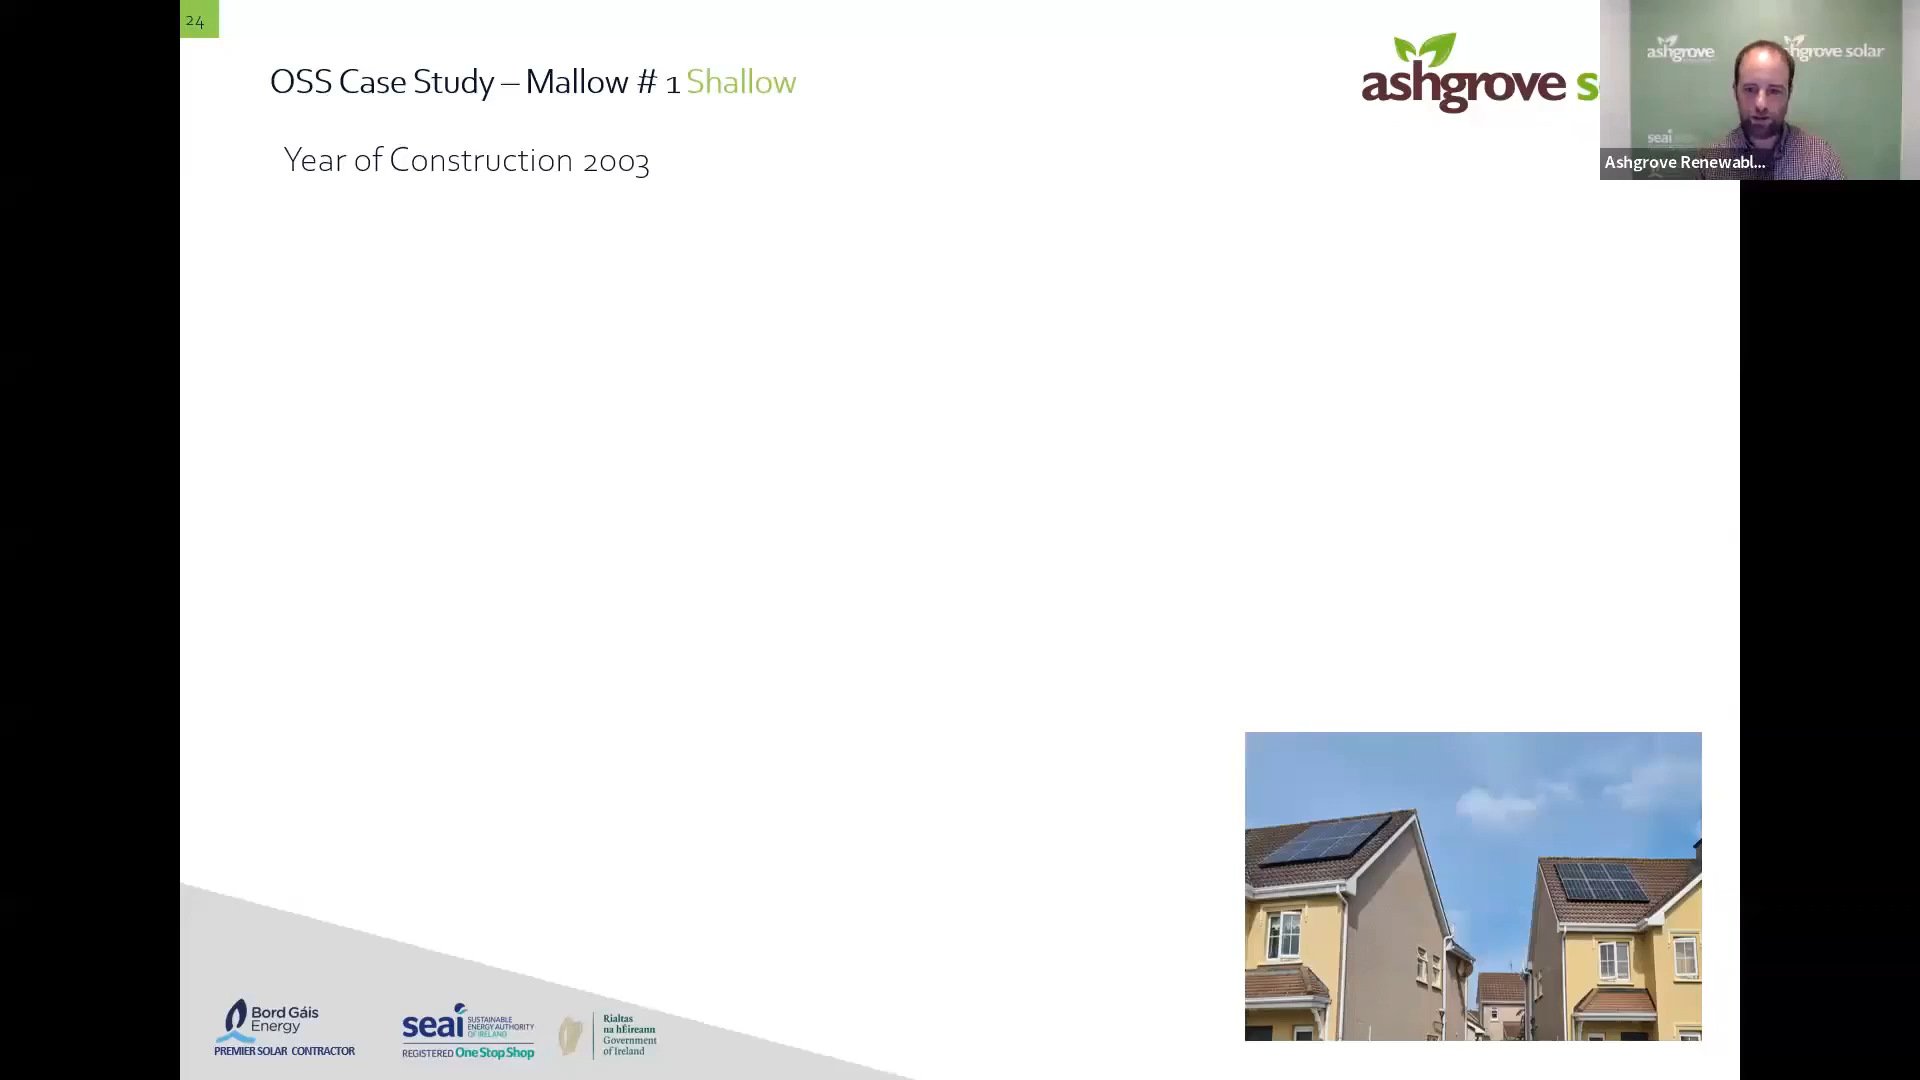 24
OSS Case Study – Mallow # 1 Shallow
ashgrove s
ashgrove
ashgrove solar
seai
Ashgrove Renewabl...
Year of Construction 2003
Bord Gáis
Energy
PREMIER SOLAR CONTRACTOR
seai SUSTAINABLE
ENERGY AUTHORITY
OF IRELAND
REGISTERED One Stop Shop
Rialtas
na hÉireann
Government
of Ireland